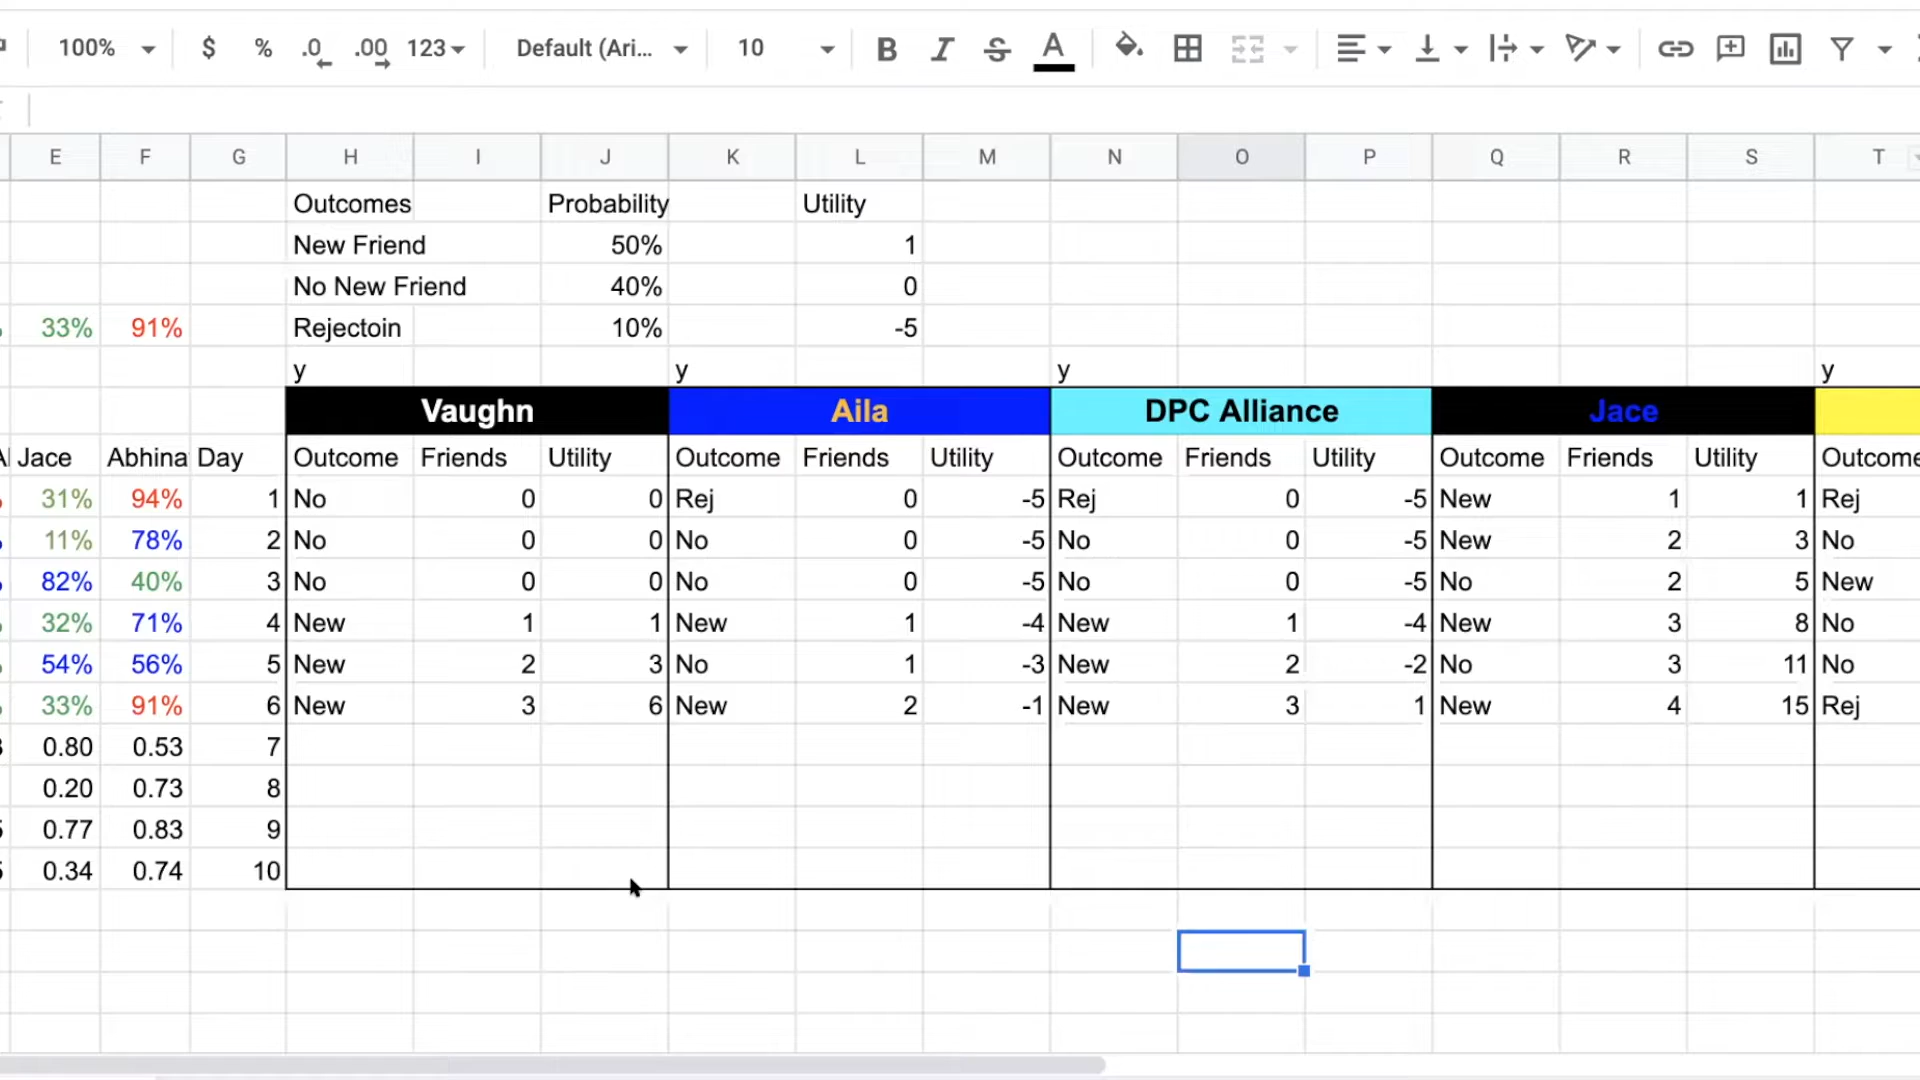 100% $ % .0 .00 123 Default (Ari... 10 B I S A
E F G H I J K L M N O P Q R S T
Outcomes Probability Utility
New Friend 50% 1
No New Friend 40% 0
33% 91% Rejectoin 10% -5
y y y y
Vaughn Aila DPC Alliance Jace
Jace Abhina Day Outcome Friends Utility Outcome Friends Utility Outcome Friends Utility Outcome Friends Utility Outcome
31% 94% 1 No 0 0 Rej 0 -5 Rej 0 -5 New 1 1 Rej
11% 78% 2 No 0 0 No 0 -5 No 0 -5 New 2 3 No
82% 40% 3 No 0 0 No 0 -5 No 0 -5 No 2 5 New
32% 71% 4 New 1 1 New 1 -4 New 1 -4 New 3 8 No
54% 56% 5 New 2 3 No 1 -3 New 2 -2 No 3 11 No
33% 91% 6 New 3 6 New 2 -1 New 3 1 New 4 15 Rej
0.80 0.53 7
0.20 0.73 8
0.77 0.83 9
0.34 0.74 10